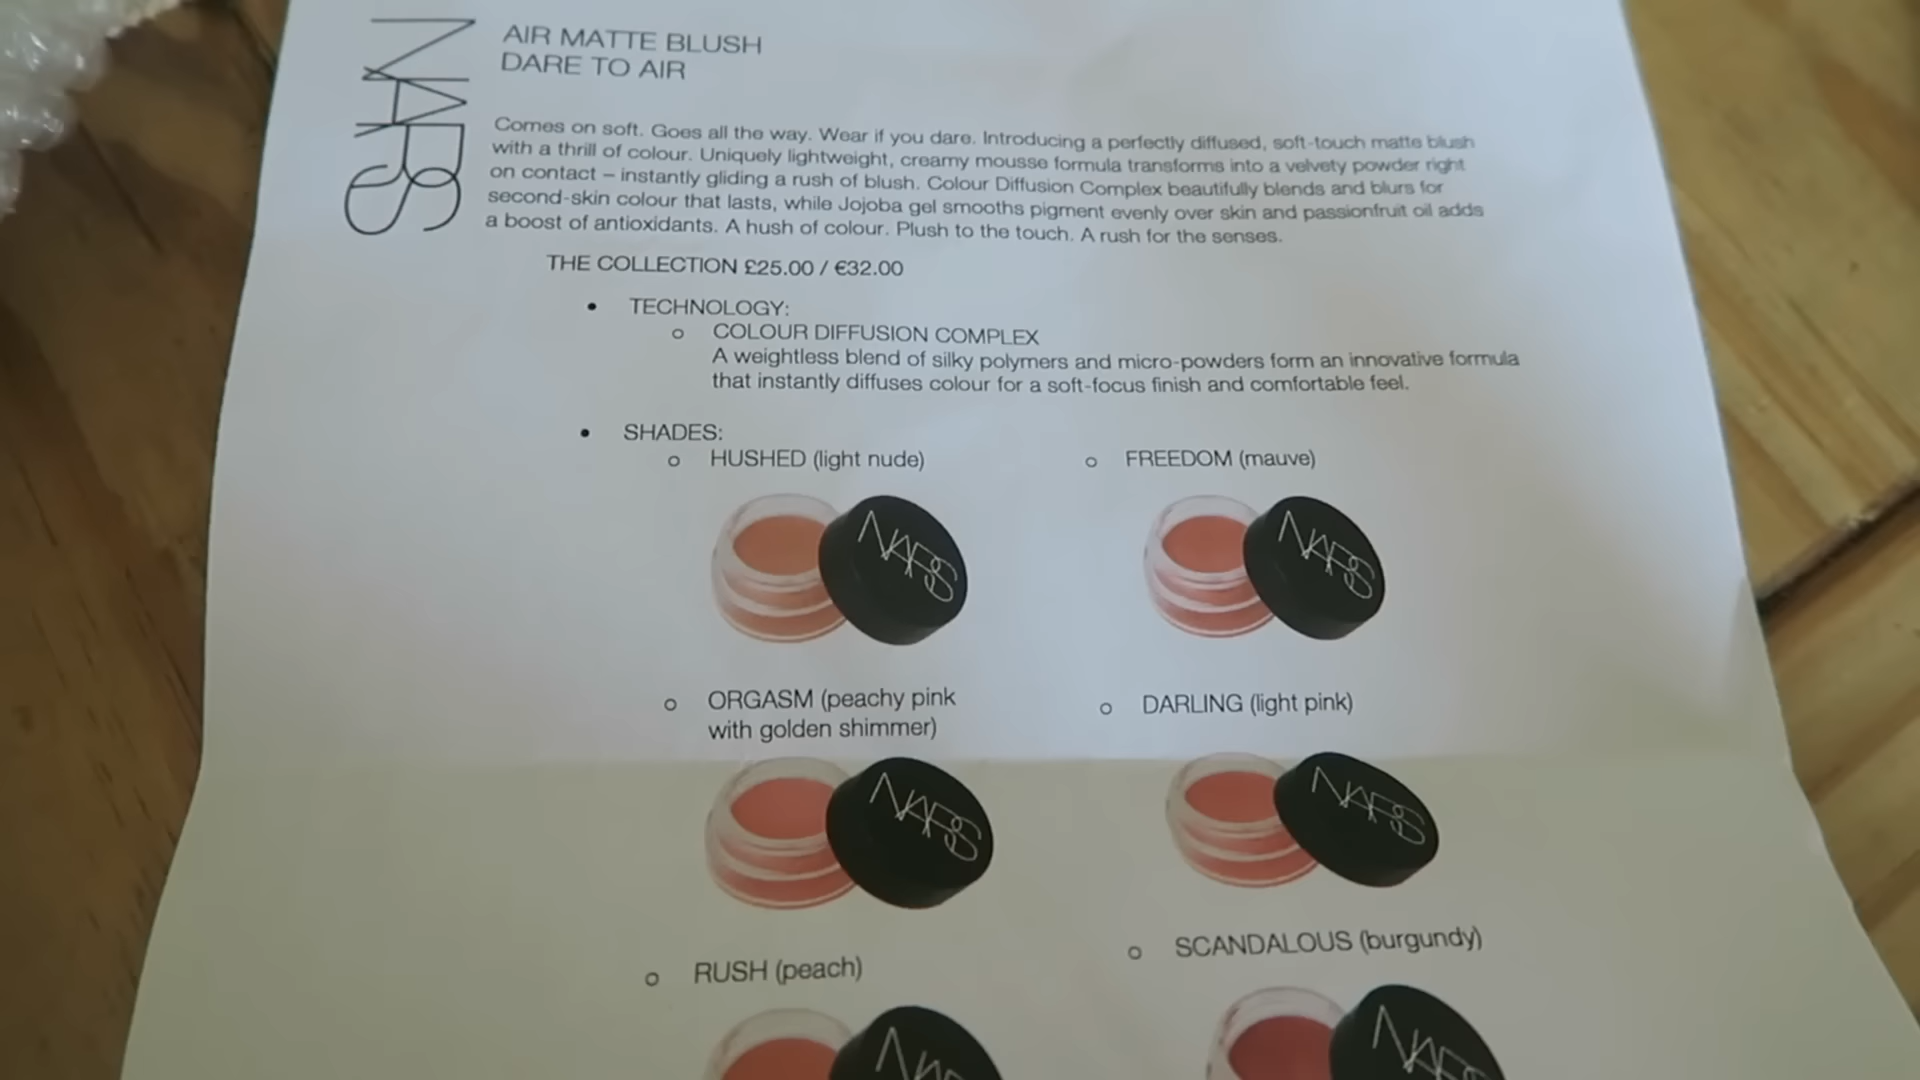 NARS
AIR MATTE BLUSH
DARE TO AIR
Comes on soft. Goes all the way. Wear if you dare. Introducing a perfectly diffused, soft-touch matte blush
with a thrill of colour. Uniquely lightweight, creamy mousse formula transforms into a velvety powder right
on contact – instantly gliding a rush of blush. Colour Diffusion Complex beautifully blends and blurs for
second-skin colour that lasts, while Jojoba gel smooths pigment evenly over skin and passionfruit oil adds
a boost of antioxidants. A hush of colour. Plush to the touch. A rush for the senses.
THE COLLECTION £25.00 / €32.00
• TECHNOLOGY:
o COLOUR DIFFUSION COMPLEX
A weightless blend of silky polymers and micro-powders form an innovative formula
that instantly diffuses colour for a soft-focus finish and comfortable feel.
• SHADES:
o HUSHED (light nude)
o FREEDOM (mauve)
NARS
NARS
o ORGASM (peachy pink
with golden shimmer)
o DARLING (light pink)
NARS
NARS
o RUSH (peach)
o SCANDALOUS (burgundy)
NARS
NARS